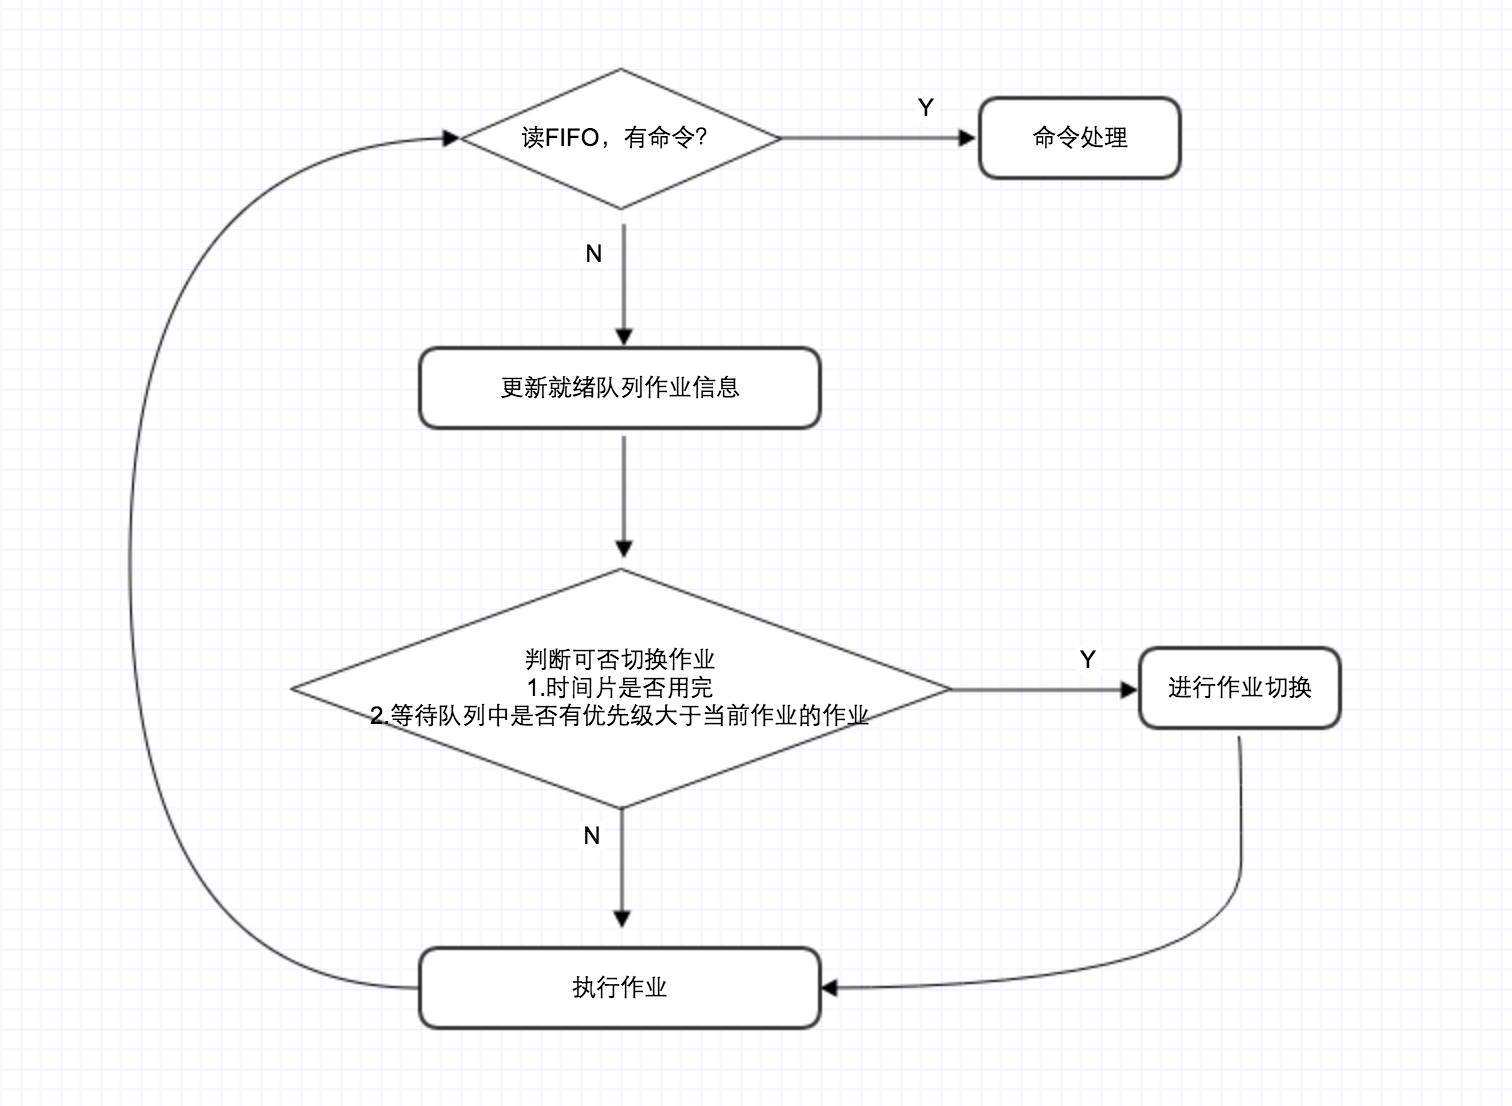 读FIFO，有命令？
Y
命令处理
N
更新就绪队列作业信息
判断可否切换作业
1.时间片是否用完
2.等待队列中是否有优先级大于当前作业的作业
Y
进行作业切换
N
执行作业